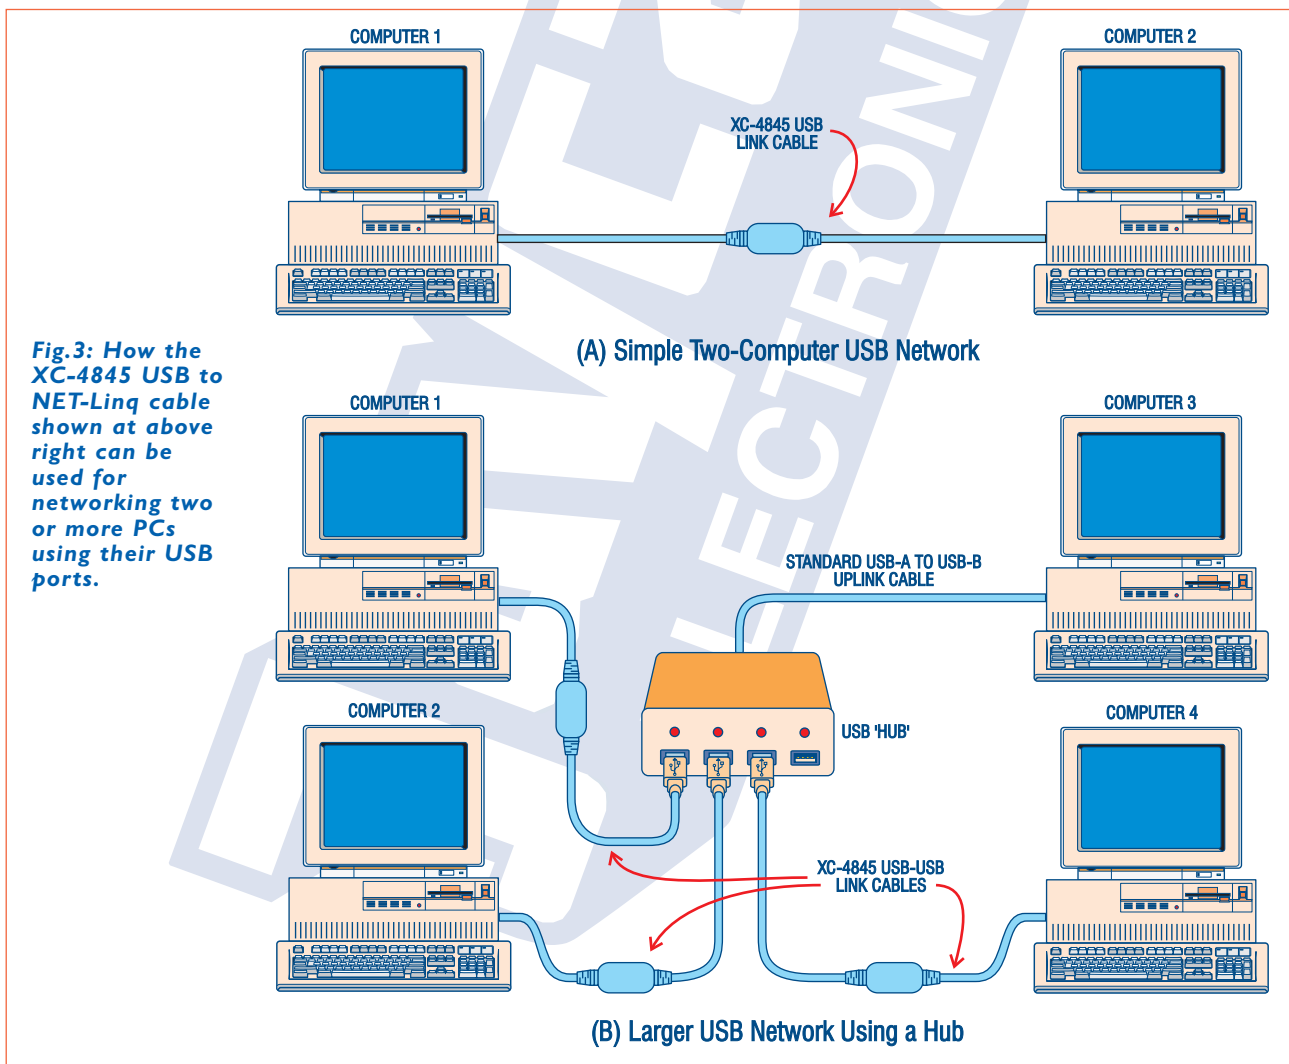 COMPUTER 1
COMPUTER 2
XC-4845 USB
LINK CABLE
(A) Simple Two-Computer USB Network
Fig.3: How the
XC-4845 USB to
NET-Linq cable
shown at above
right can be
used for
networking two
or more PCs
using their USB
ports.
COMPUTER 1
COMPUTER 3
STANDARD USB-A TO USB-B
UPLINK CABLE
COMPUTER 2
COMPUTER 4
USB 'HUB'
XC-4845 USB-USB
LINK CABLES
(B) Larger USB Network Using a Hub